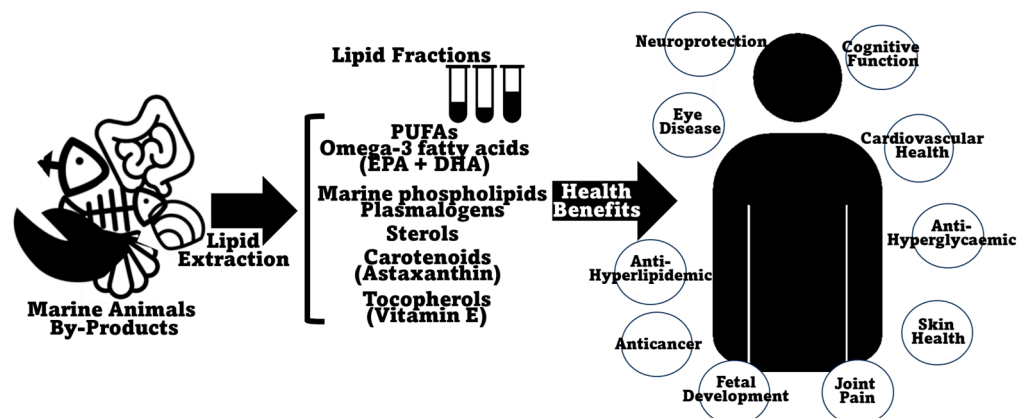 Marine Animals
By-Products
Lipid
Extraction
Lipid Fractions
PUFAs
Omega-3 fatty acids
(EPA + DHA)
Marine phospholipids
Plasmalogens
Sterols
Carotenoids
(Astaxanthin)
Tocopherols
(Vitamin E)
Health
Benefits
Neuroprotection
Cognitive
Function
Eye
Disease
Cardiovascular
Health
Anti-
Hyperglycaemic
Anti-
Hyperlipidemic
Skin
Health
Anticancer
Fetal
Development
Joint
Pain